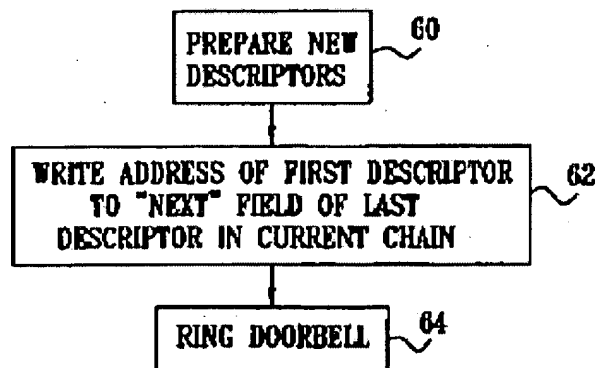 PREPARE NEW
DESCRIPTORS
60
WRITE ADDRESS OF FIRST DESCRIPTOR
TO "NEXT" FIELD OF LAST
DESCRIPTOR IN CURRENT CHAIN
62
RING DOORBELL
64